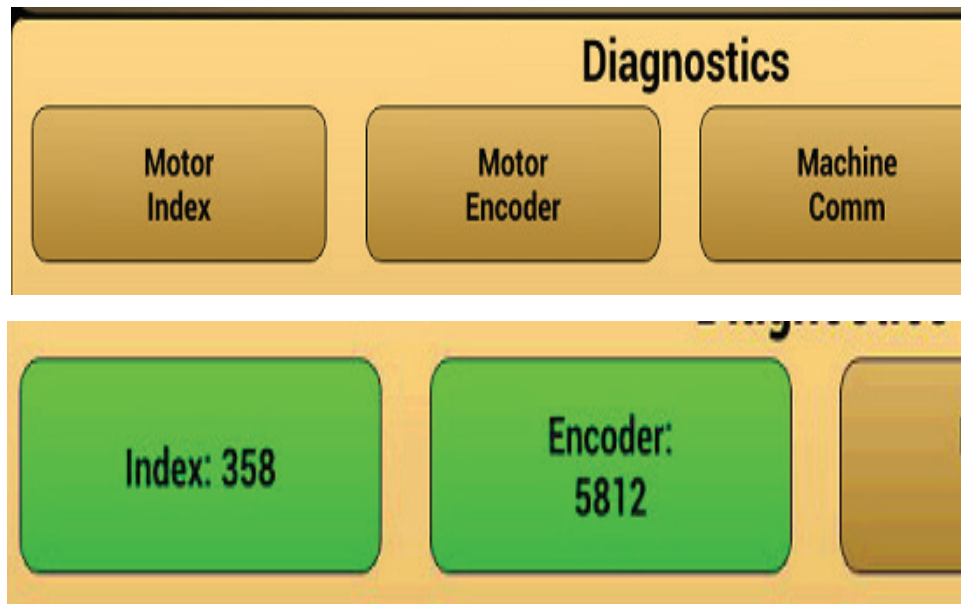 Diagnostics
Motor
Index
Motor
Encoder
Machine
Comm
Index: 358
Encoder:
5812